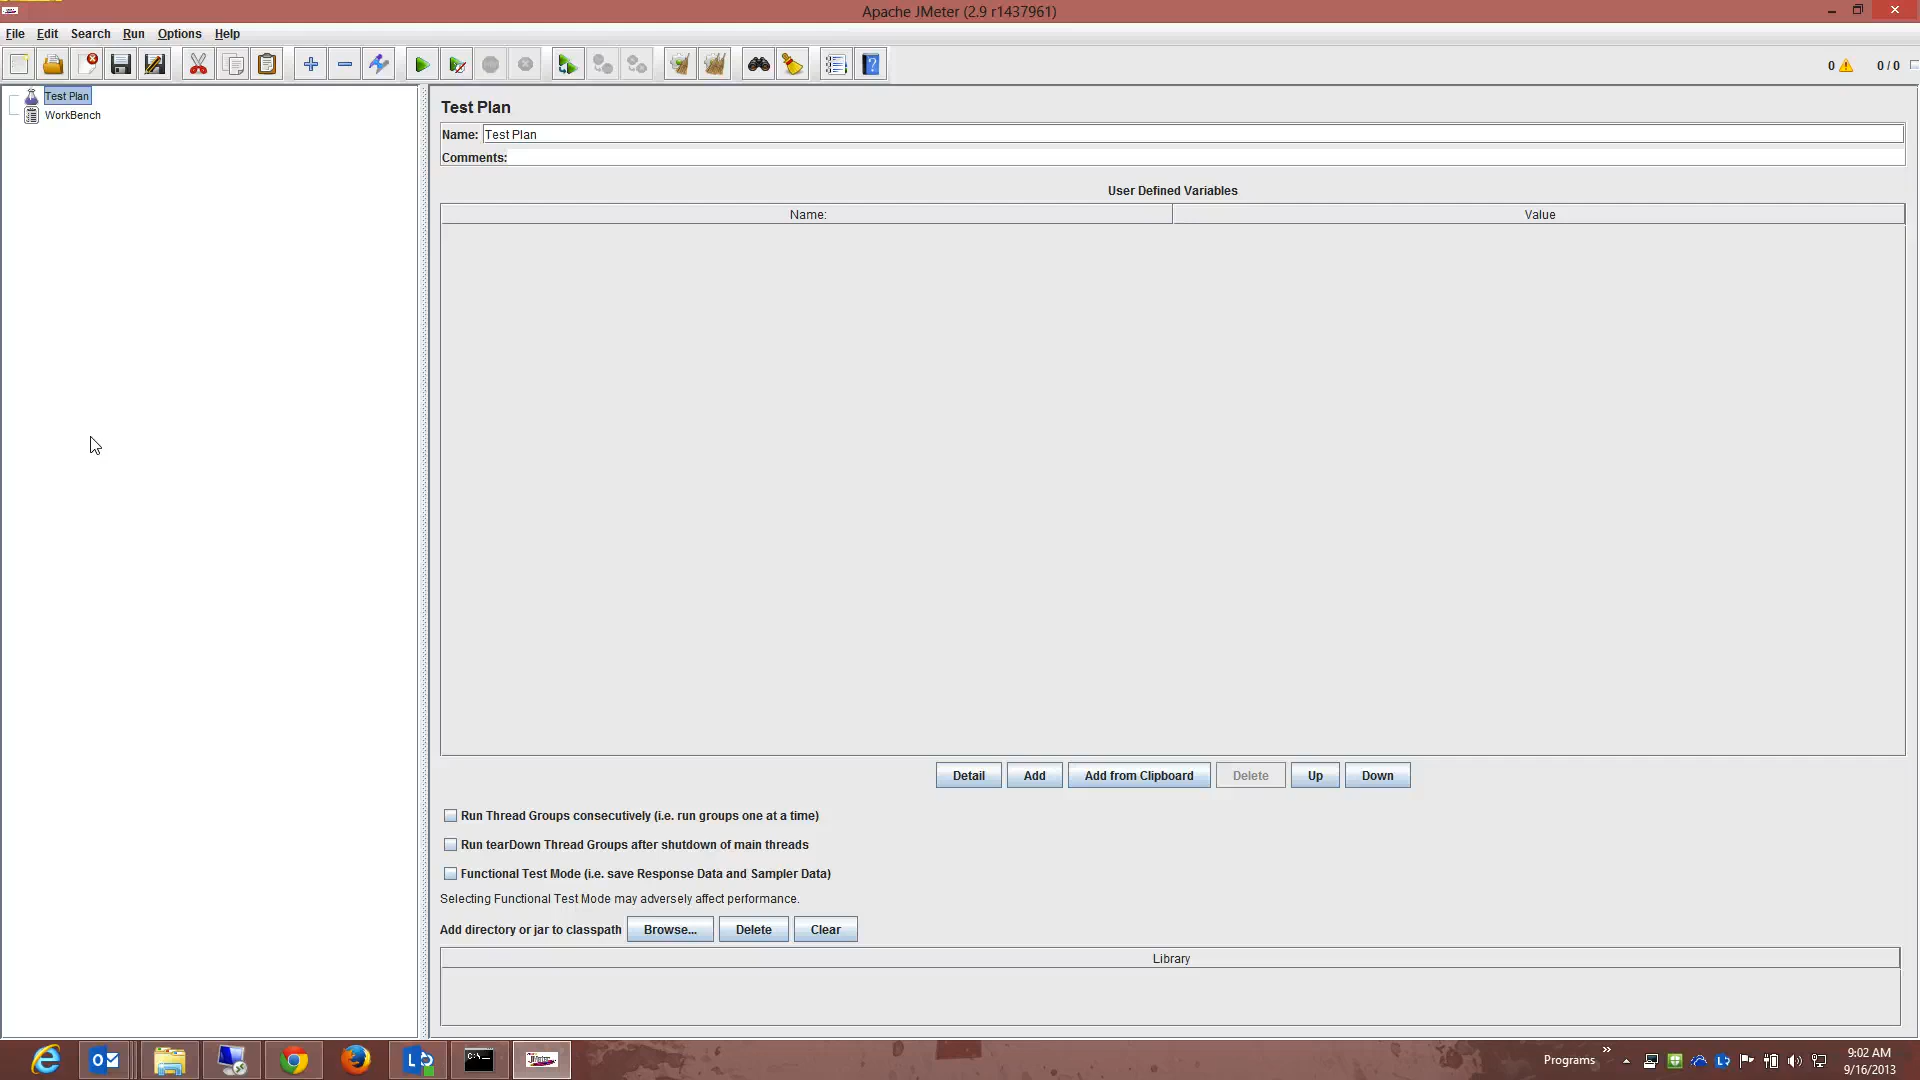 Apache JMeter (2.9 r1437961)
File Edit Search Run Options Help
0 0 / 0
Test Plan
WorkBench
Test Plan
Name: Test Plan
Comments:
User Defined Variables
Name: Value
Detail Add Add from Clipboard Delete Up Down
Run Thread Groups consecutively (i.e. run groups one at a time)
Run tearDown Thread Groups after shutdown of main threads
Functional Test Mode (i.e. save Response Data and Sampler Data)
Selecting Functional Test Mode may adversely affect performance.
Add directory or jar to classpath Browse... Delete Clear
Library
Programs
9:02 AM
9/16/2013